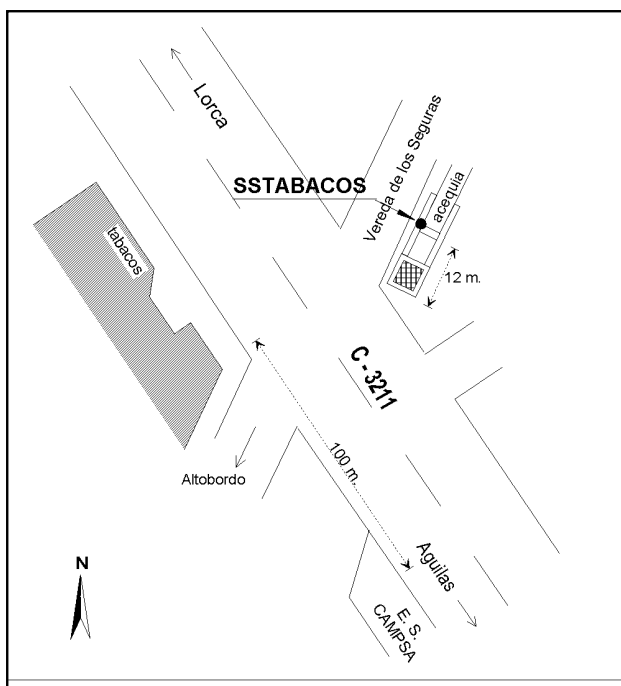 Lorca
Vereda de los Seguras
SSTABACOS
acequia
tabacos
12 m.
C - 3211
100 m.
Altobordo
Aguilas
N
E. S.
CAMPSA